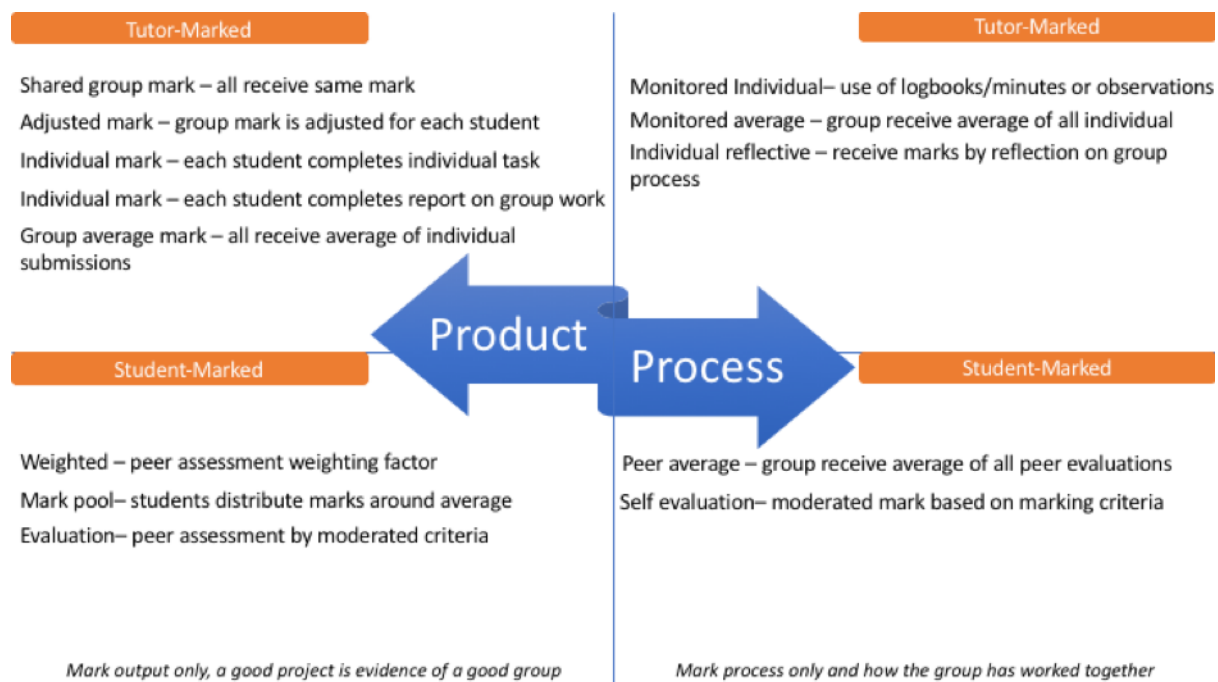 Tutor-Marked
Shared group mark – all receive same mark
Adjusted mark – group mark is adjusted for each student
Individual mark – each student completes individual task
Individual mark – each student completes report on group work
Group average mark – all receive average of individual
submissions
Tutor-Marked
Monitored Individual– use of logbooks/minutes or observations
Monitored average – group receive average of all individual
Individual reflective – receive marks by reflection on group
process
Product
Process
Student-Marked
Weighted – peer assessment weighting factor
Mark pool– students distribute marks around average
Evaluation– peer assessment by moderated criteria
Mark output only, a good project is evidence of a good group
Student-Marked
Peer average – group receive average of all peer evaluations
Self evaluation– moderated mark based on marking criteria
Mark process only and how the group has worked together